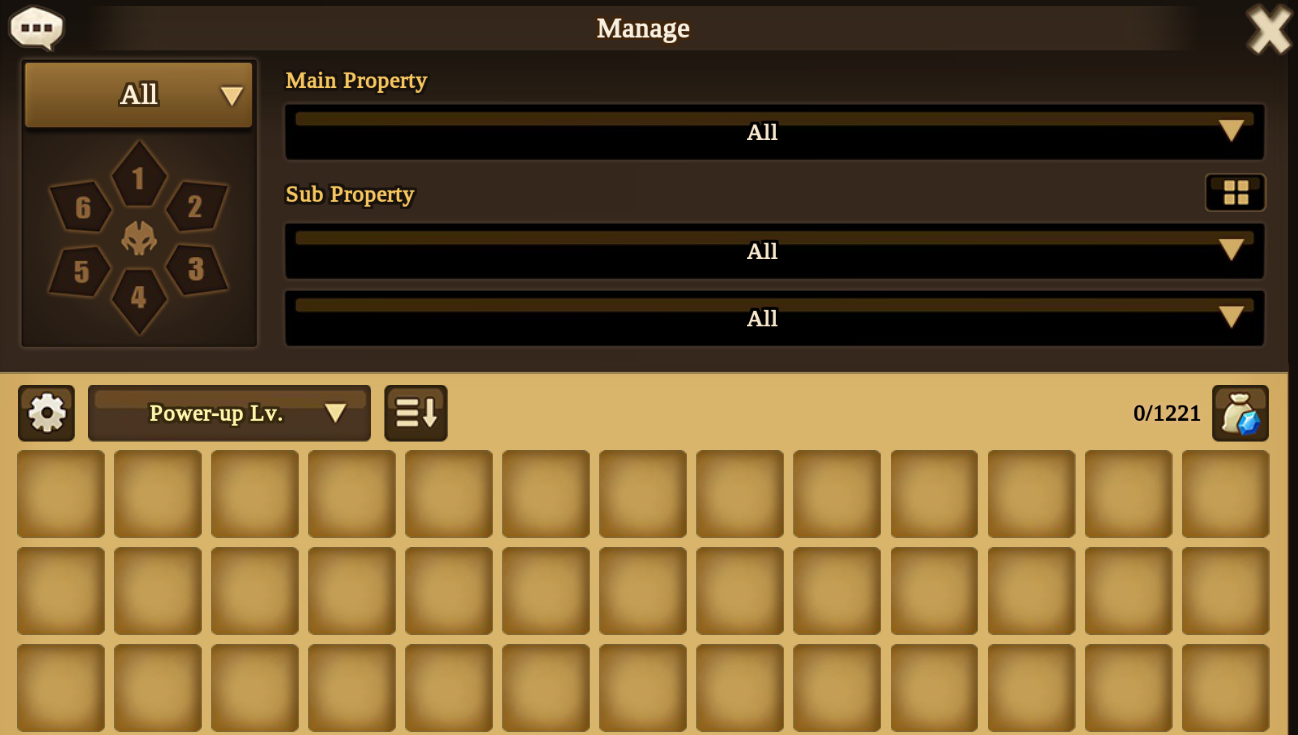 Manage
All
Main Property
All
1
6
2
Sub Property
All
5
3
4
All
Power-up Lv.
0/1221